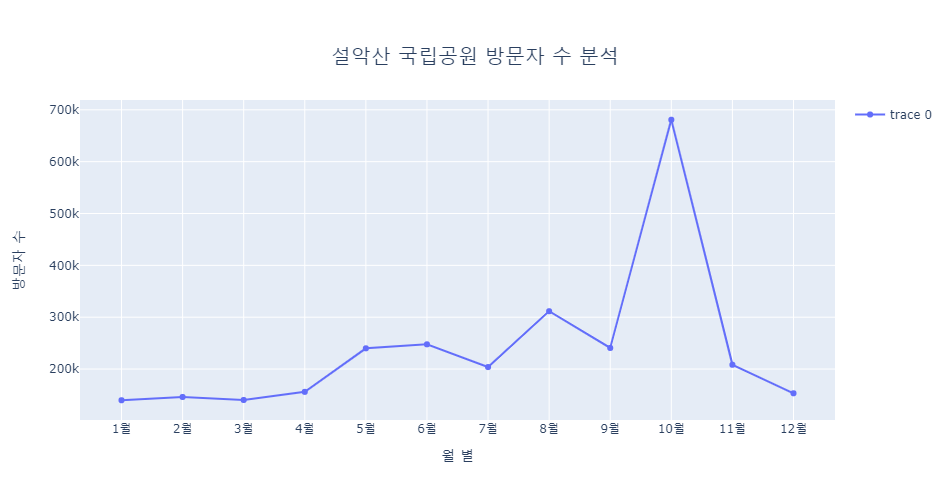 설악산 국립공원 방문자 수 분석
700k
600k
500k
400k
300k
200k
방문자 수
1월 2월 3월 4월 5월 6월 7월 8월 9월 10월 11월 12월
월 별
trace 0